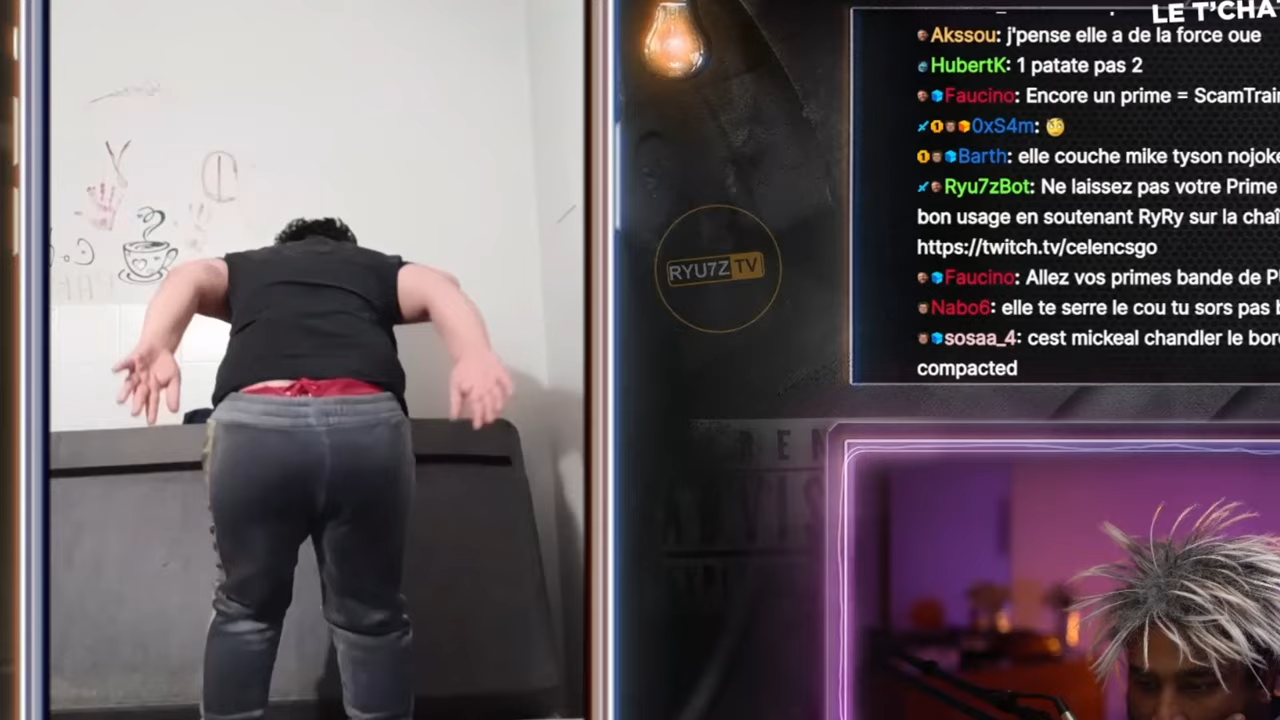 LE T'CHA
Akssou: j'pense elle a de la force oue
HubertK: 1 patate pas 2
Faucino: Encore un prime = ScamTrai
0xS4m: 🧐
Barth: elle couche mike tyson nojoke
Ryu7zBot: Ne laissez pas votre Prime
bon usage en soutenant RyRy sur la chaî
https://twitch.tv/celencsgo
Faucino: Allez vos primes bande de P
Nabo6: elle te serre le cou tu sors pas
sosaa_4: cest mickeal chandler le bor
compacted
RYU7Z TV